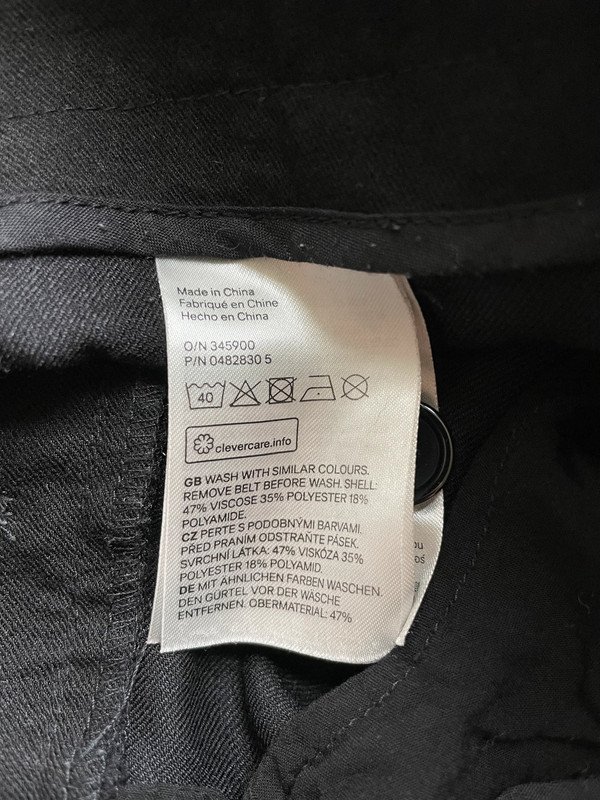 Made in China
Fabriqué en Chine
Hecho en China
O/N 345900
P/N 0482830 5
40
clevercare.info
GB WASH WITH SIMILAR COLOURS.
REMOVE BELT BEFORE WASH. SHELL:
47% VISCOSE 35% POLYESTER 18%
POLYAMIDE.
CZ PERTE S PODOBNÝMI BARVAMI.
PŘED PRANÍM ODSTRAŇTE PÁSEK.
SVRCHNÍ LÁTKA: 47% VISKÓZA 35%
POLYESTER 18% POLYAMID.
DE MIT ÄHNLICHEN FARBEN WASCHEN.
DEN GÜRTEL VOR DER WÄSCHE
ENTFERNEN. OBERMATERIAL: 47%